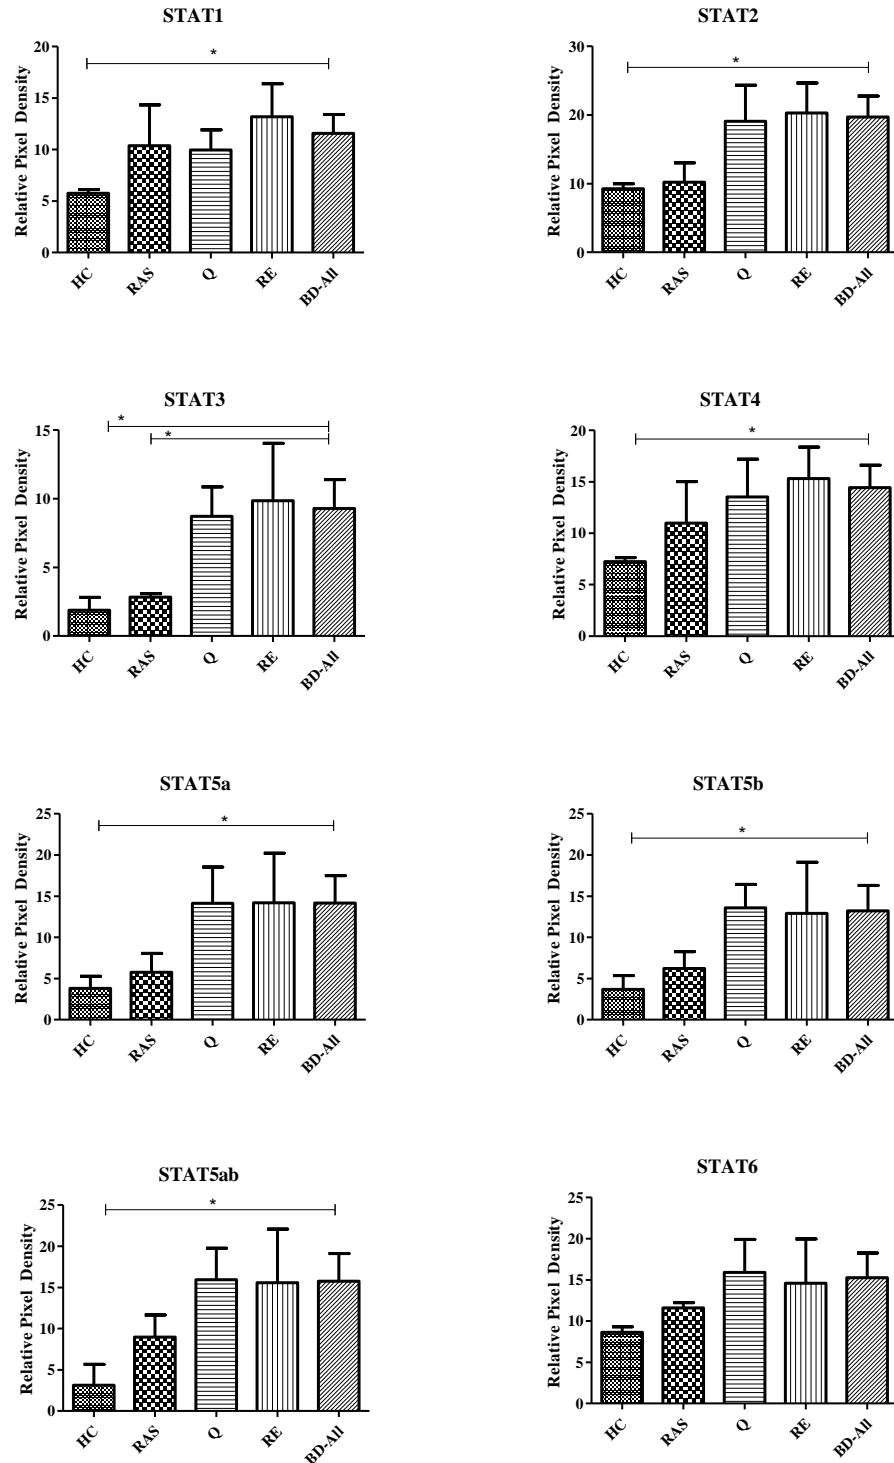 STAT1
*
Relative Pixel Density
20
15
10
5
0
HC RAS Q RE BD-All
STAT2
*
Relative Pixel Density
30
20
10
0
HC RAS Q RE BD-All
STAT3
*
*
Relative Pixel Density
15
10
5
0
HC RAS Q RE BD-All
STAT4
*
Relative Pixel Density
20
15
10
5
0
HC RAS Q RE BD-All
STAT5a
*
Relative Pixel Density
25
20
15
10
5
0
HC RAS Q RE BD-All
STAT5b
*
Relative Pixel Density
25
20
15
10
5
0
HC RAS Q RE BD-All
STAT5ab
*
Relative Pixel Density
25
20
15
10
5
0
HC RAS Q RE BD-All
STAT6
Relative Pixel Density
25
20
15
10
5
0
HC RAS Q RE BD-All